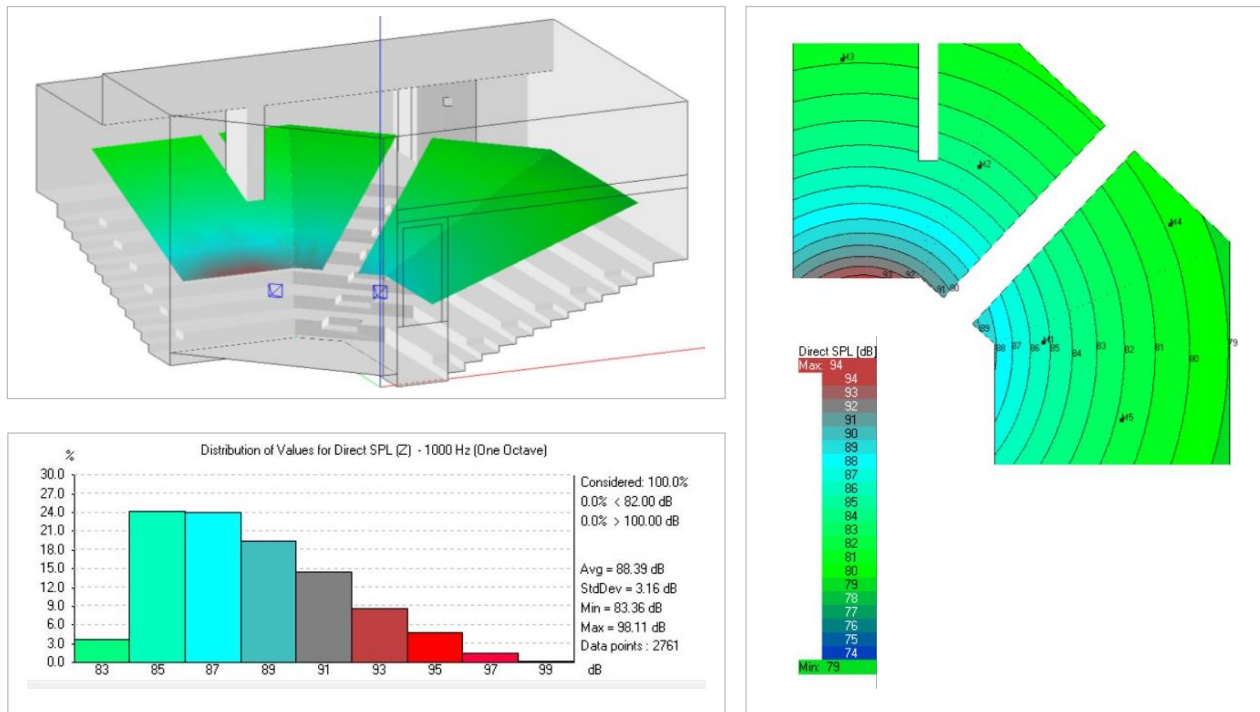 Distribution of Values for Direct SPL (Z) - 1000 Hz (One Octave)
%
30.0
27.0
24.0
21.0
18.0
15.0
12.0
9.0
6.0
3.0
0.0
83 85 87 89 91 93 95 97 99 dB
Considered: 100.0%
0.0% < 82.00 dB
0.0% > 100.00 dB
Avg = 88.39 dB
StdDev = 3.16 dB
Min = 83.36 dB
Max = 98.11 dB
Data points : 2761
M3
M2
M4
93 92 91 90
89
88 87 86 M1 85 84 83 82 81 80 79
M5
Direct SPL [dB]
Max: 94
94
93
92
91
90
89
88
87
86
85
84
83
82
81
80
79
78
77
76
75
74
Min: 79